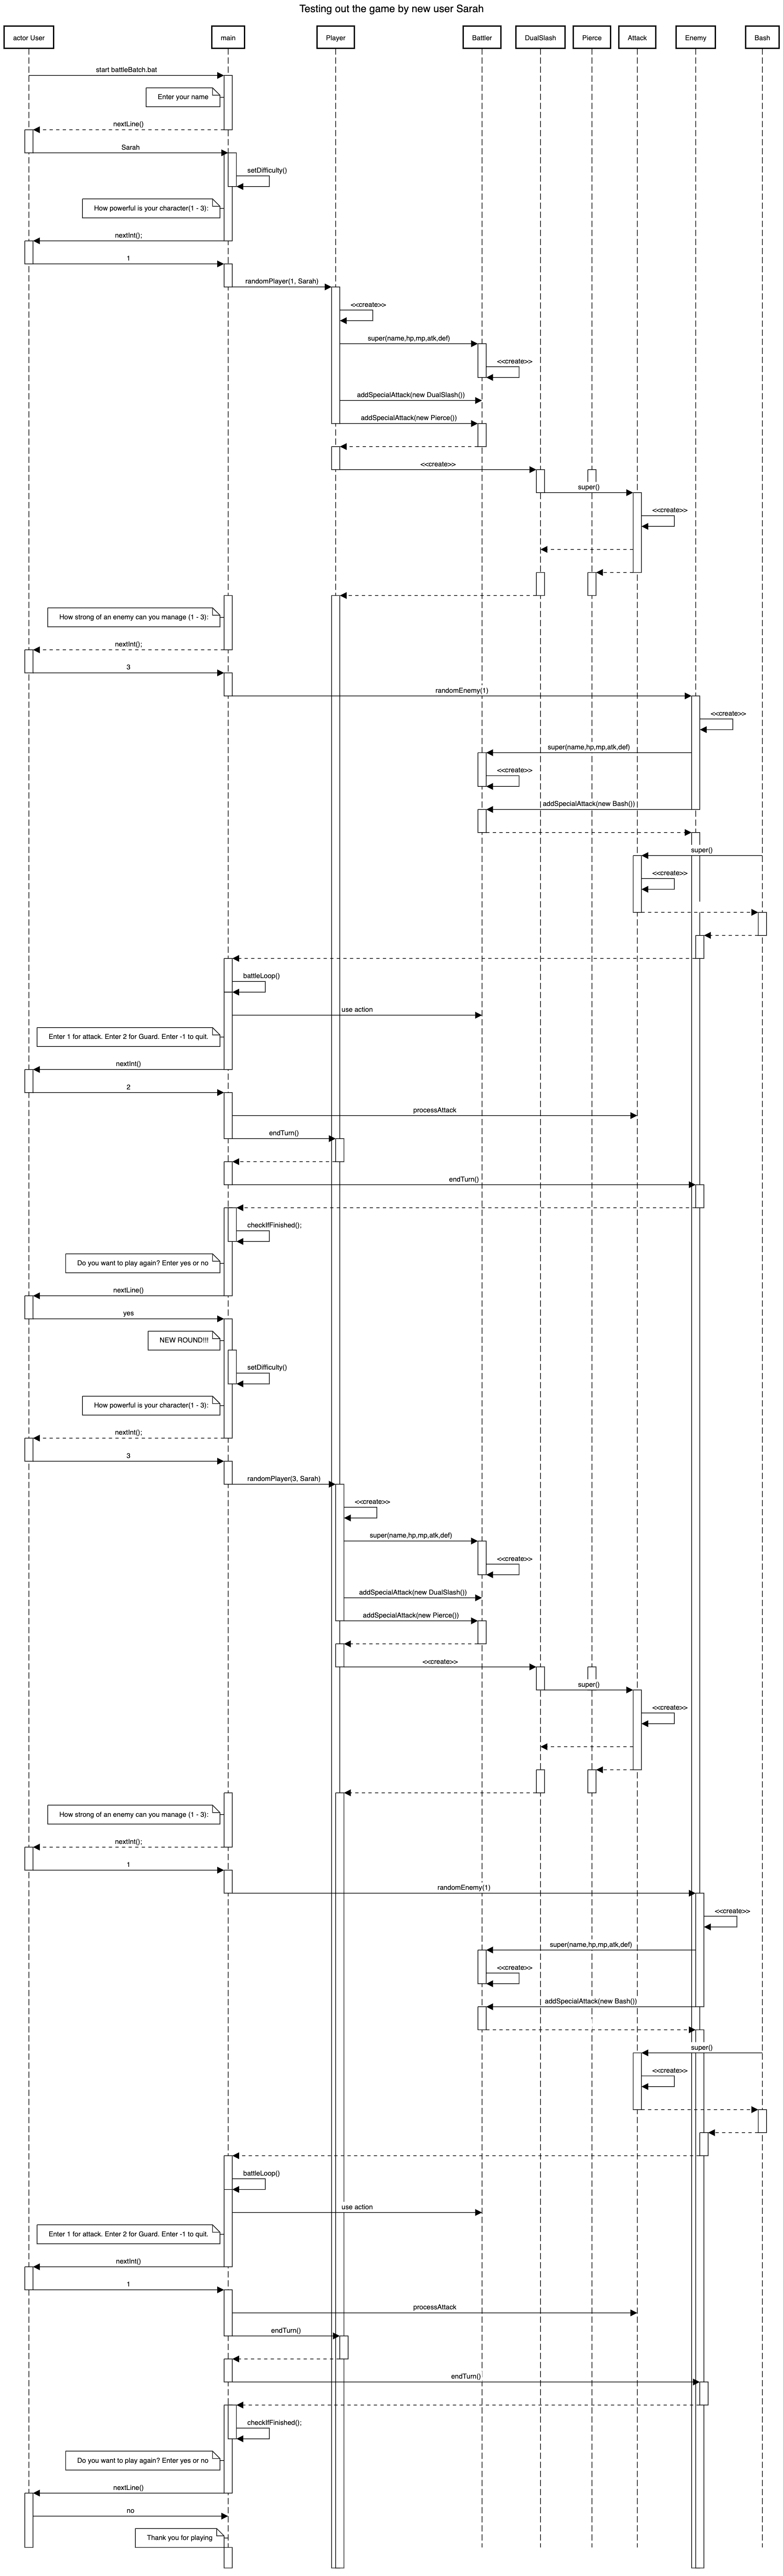 Testing out the game by new user Sarah
actor User
main
Player
Battler
DualSlash
Pierce
Attack
Enemy
Bash
start battleBatch.bat
Enter your name
nextLine()
Sarah
setDifficulty()
How powerful is your character(1 - 3):
nextInt();
1
randomPlayer(1, Sarah)
<<create>>
super(name,hp,mp,atk,def)
<<create>>
addSpecialAttack(new DualSlash())
addSpecialAttack(new Pierce())
<<create>>
super()
<<create>>
How strong of an enemy can you manage (1 - 3):
nextInt();
3
randomEnemy(1)
<<create>>
super(name,hp,mp,atk,def)
<<create>>
addSpecialAttack(new Bash())
super()
<<create>>
battleLoop()
use action
Enter 1 for attack. Enter 2 for Guard. Enter -1 to quit.
nextInt()
2
processAttack
endTurn()
endTurn()
checkIfFinished();
Do you want to play again? Enter yes or no
nextLine()
yes
NEW ROUND!!!
setDifficulty()
How powerful is your character(1 - 3):
nextInt();
3
randomPlayer(3, Sarah)
<<create>>
super(name,hp,mp,atk,def)
<<create>>
addSpecialAttack(new DualSlash())
addSpecialAttack(new Pierce())
<<create>>
super()
<<create>>
How strong of an enemy can you manage (1 - 3):
nextInt();
1
randomEnemy(1)
<<create>>
super(name,hp,mp,atk,def)
<<create>>
addSpecialAttack(new Bash())
super()
<<create>>
battleLoop()
use action
Enter 1 for attack. Enter 2 for Guard. Enter -1 to quit.
nextInt()
1
processAttack
endTurn()
endTurn()
checkIfFinished();
Do you want to play again? Enter yes or no
nextLine()
no
Thank you for playing